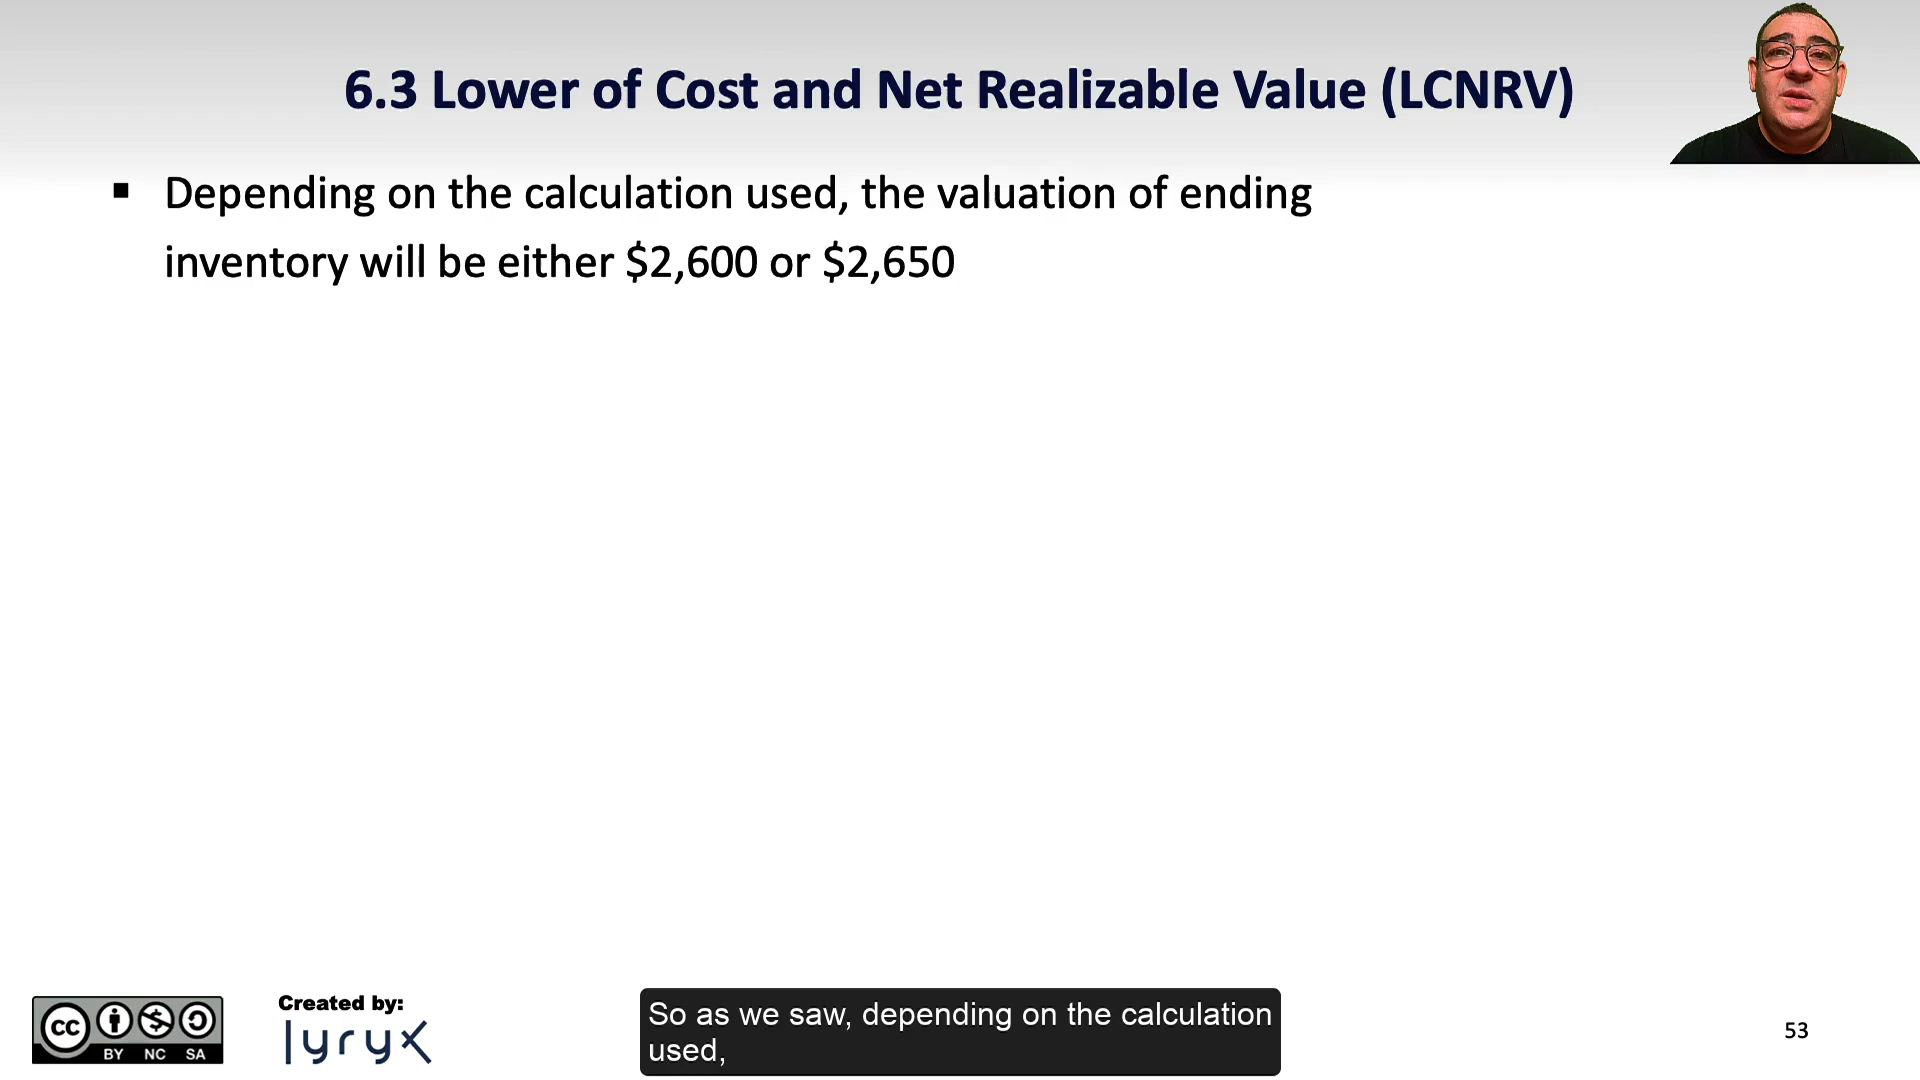 6.3 Lower of Cost and Net Realizable Value (LCNRV)
▪ Depending on the calculation used, the valuation of ending
inventory will be either $2,600 or $2,650
cc BY NC SA
Created by:
lyryx
So as we saw, depending on the calculation
used,
53